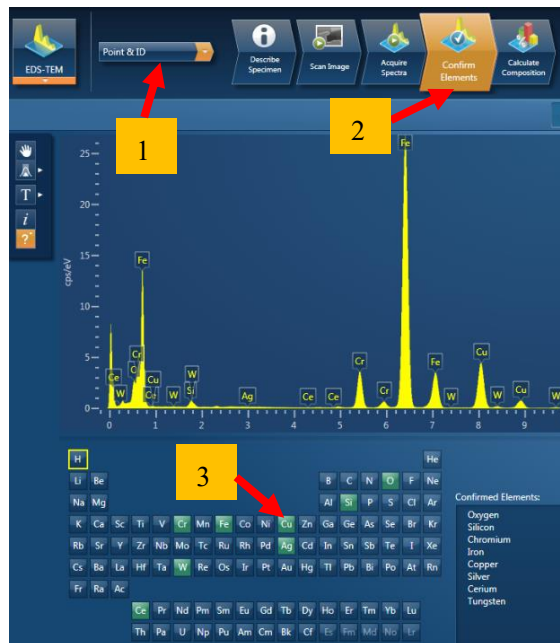 EDS-TEM
Point & ID
Describe
Specimen
Scan Image
Acquire
Spectra
Confirm
Elements
Calculate
Composition
1
2
T
i
?
cps/eV
25
20
15
10
5
0
Fe
Fe
Cr
Ce
W
Cu
W
Si
W
Ag
Ce
Ce
Cr
Cr
Fe
W
Cu
W
Cu
W
0 1 2 3 4 5 6 7 8 9
3
H He
Li Be B C N O F Ne
Na Mg Al Si P S Cl Ar
K Ca Sc Ti V Cr Mn Fe Co Ni Cu Zn Ga Ge As Se Br Kr
Rb Sr Y Zr Nb Mo Tc Ru Rh Pd Ag Cd In Sn Sb Te I Xe
Cs Ba La Hf Ta W Re Os Ir Pt Au Hg Tl Pb Bi Po At Rn
Fr Ra Ac
Ce Pr Nd Pm Sm Eu Gd Tb Dy Ho Er Tm Yb Lu
Th Pa U Np Pu Am Cm Bk Cf Es Fm Md No Lr
Confirmed Elements:
Oxygen
Silicon
Chromium
Iron
Copper
Silver
Cerium
Tungsten